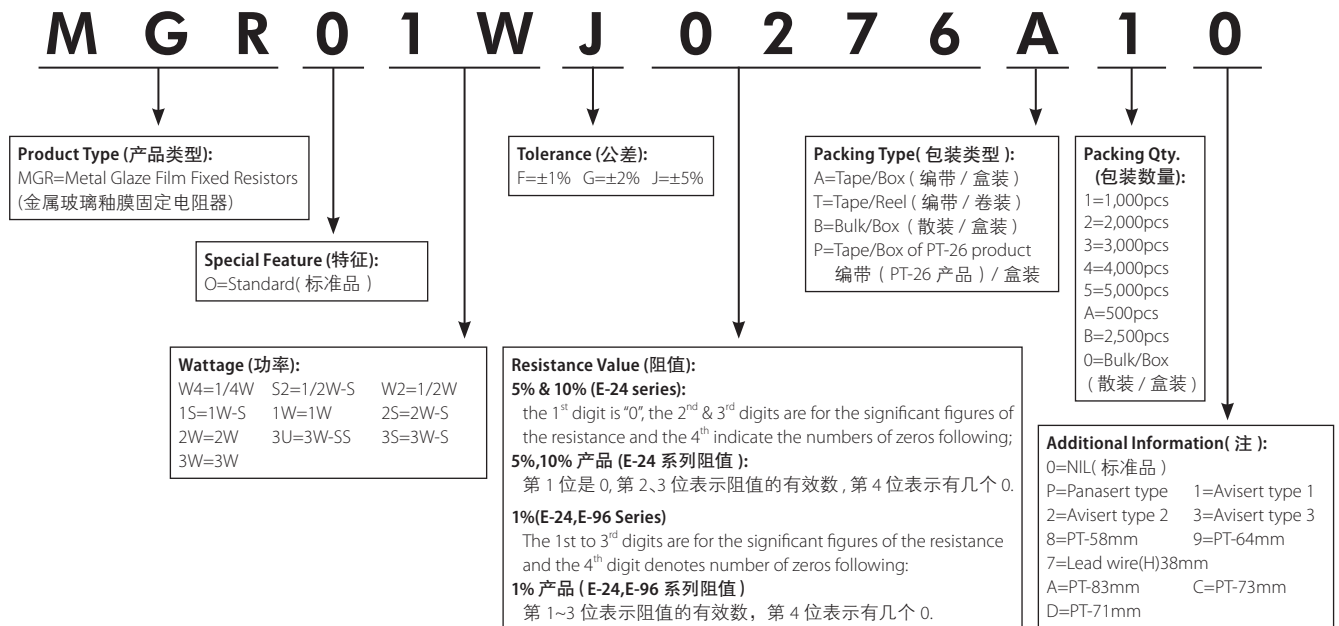 M G R 0 1 W J 0 2 7 6 A 1 0
Product Type (产品类型):
MGR=Metal Glaze Film Fixed Resistors
(金属玻璃釉膜固定电阻器)
Special Feature (特征):
O=Standard( 标准品 )
Wattage (功率):
W4=1/4W S2=1/2W-S W2=1/2W
1S=1W-S 1W=1W 2S=2W-S
2W=2W 3U=3W-SS 3S=3W-S
3W=3W
Tolerance (公差):
F=±1% G=±2% J=±5%
Resistance Value (阻值):
5% & 10% (E-24 series):
the 1st digit is “0”, the 2nd & 3rd digits are for the significant figures of
the resistance and the 4th indicate the numbers of zeros following;
5%,10% 产品 (E-24 系列阻值 ):
第 1 位是 0, 第 2、3 位表示阻值的有效数 , 第 4 位表示有几个 0.
1%(E-24,E-96 Series)
The 1st to 3rd digits are for the significant figures of the resistance
and the 4th digit denotes number of zeros following:
1% 产品 ( E-24,E-96 系列阻值 )
第 1~3 位表示阻值的有效数，第 4 位表示有几个 0.
Packing Type( 包装类型 ):
A=Tape/Box ( 编带 / 盒装 )
T=Tape/Reel ( 编带 / 卷装 )
B=Bulk/Box ( 散装 / 盒装 )
P=Tape/Box of PT-26 product
编带 ( PT-26 产品 ) / 盒装
Packing Qty.
(包装数量):
1=1,000pcs
2=2,000pcs
3=3,000pcs
4=4,000pcs
5=5,000pcs
A=500pcs
B=2,500pcs
0=Bulk/Box
( 散装 / 盒装 )
Additional Information( 注 ):
0=NIL( 标准品 )
P=Panasert type 1=Avisert type 1
2=Avisert type 2 3=Avisert type 3
8=PT-58mm 9=PT-64mm
7=Lead wire(H)38mm
A=PT-83mm C=PT-73mm
D=PT-71mm